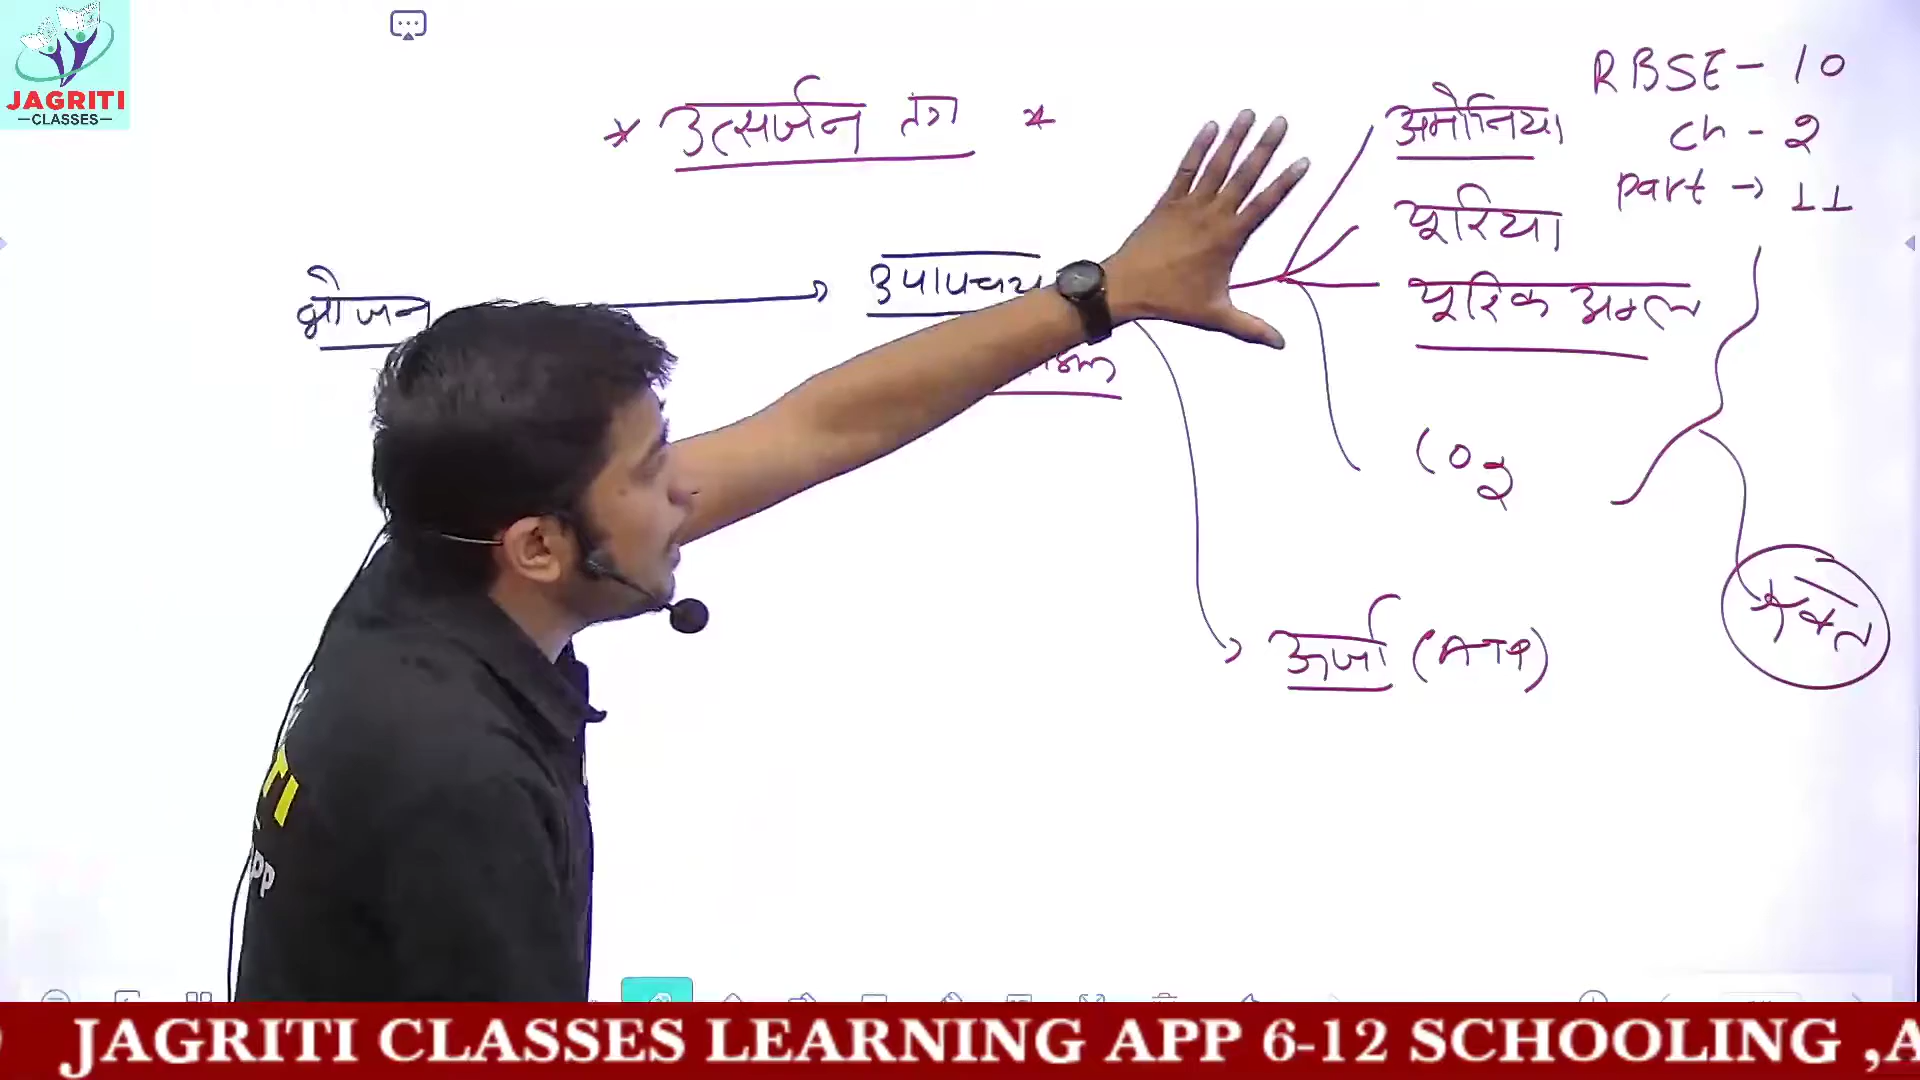 JAGRITI
CLASSES
RBSE - 10
ch - 2
part → 11
* उत्सर्जन तंत्र *
भोजन
उपापचय
अमोनिया
यूरिया
यूरिक अम्ल
CO2
ऊर्जा (ATP)
रक्त
JAGRITI CLASSES LEARNING APP 6-12 SCHOOLING ,A